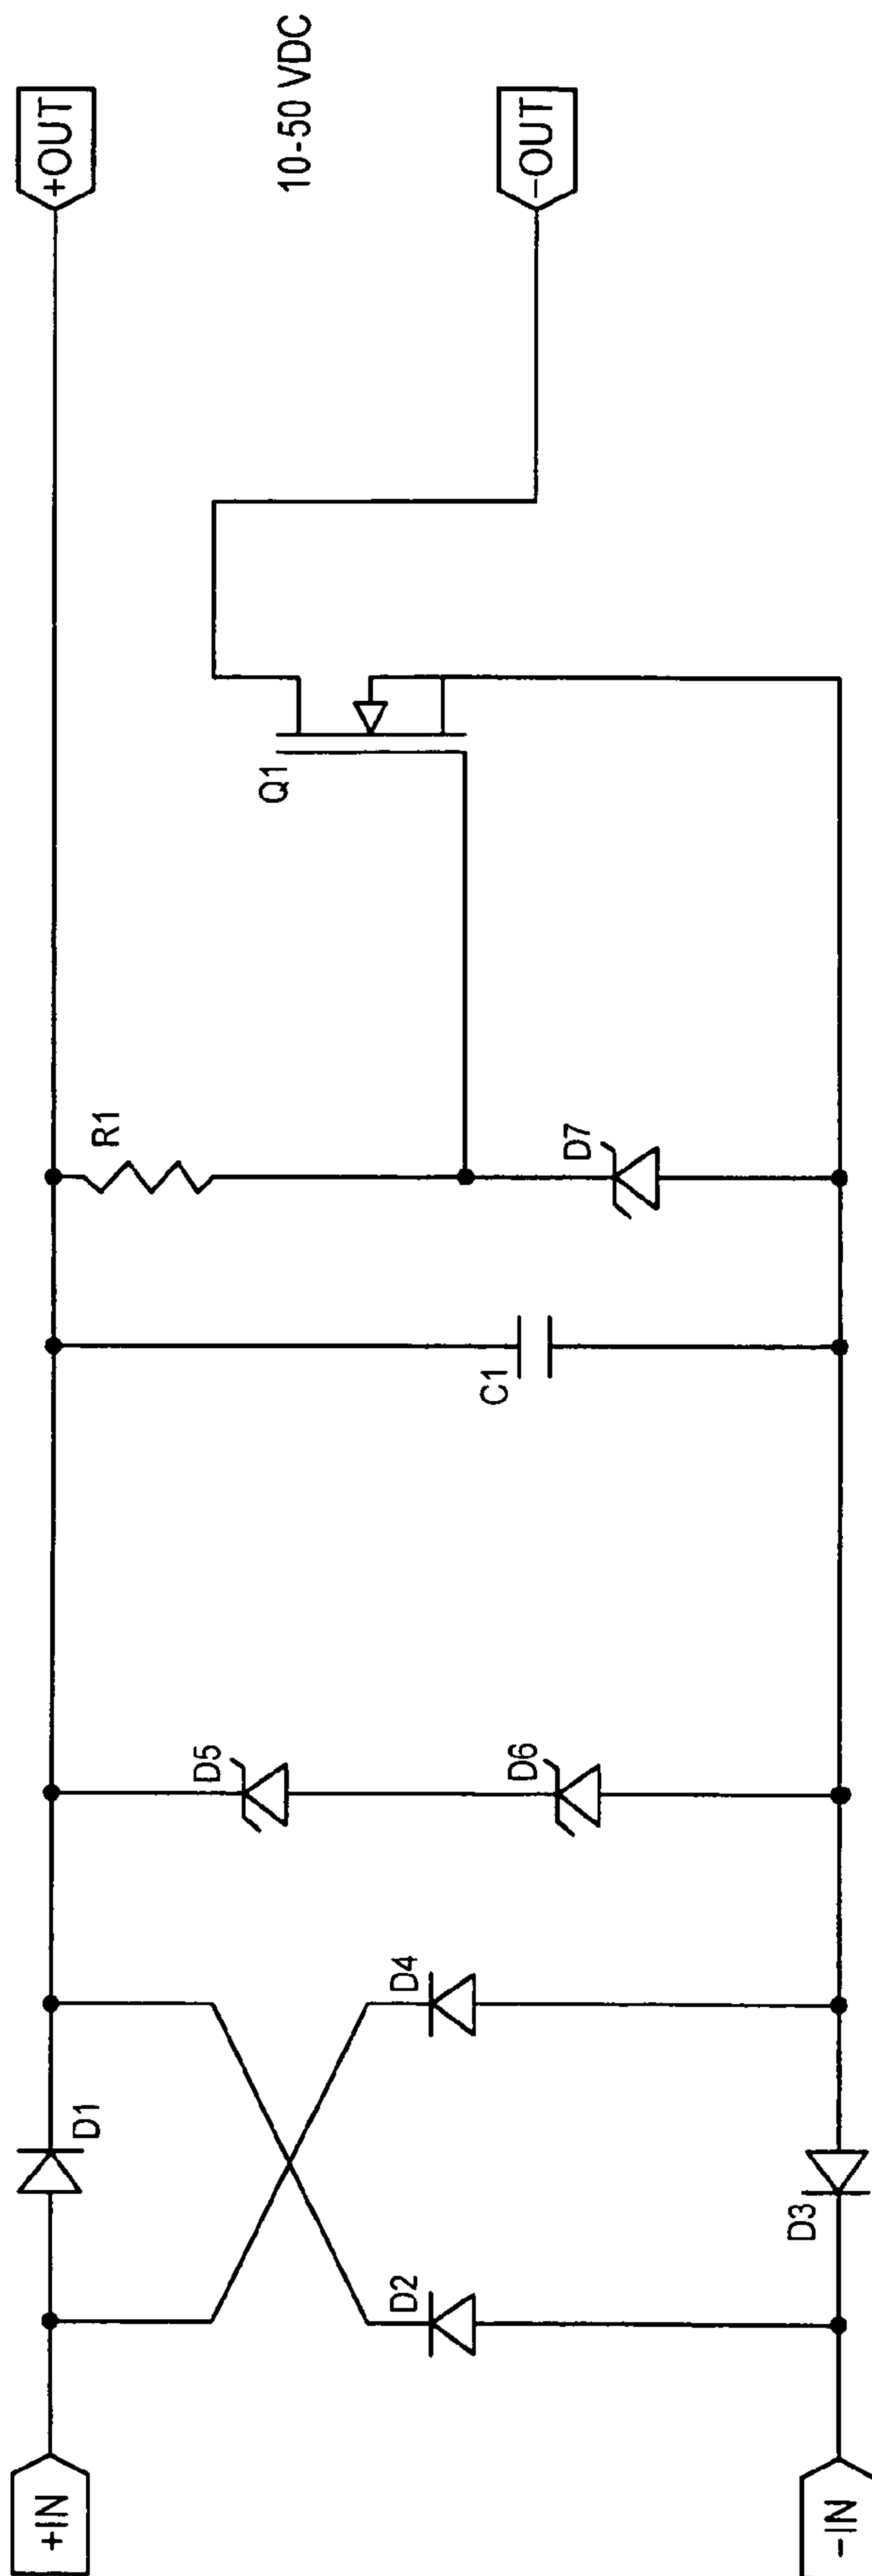 +IN
-IN
D1
D2
D3
D4
D5
D6
C1
R1
D7
Q1
+OUT
10-50 VDC
-OUT